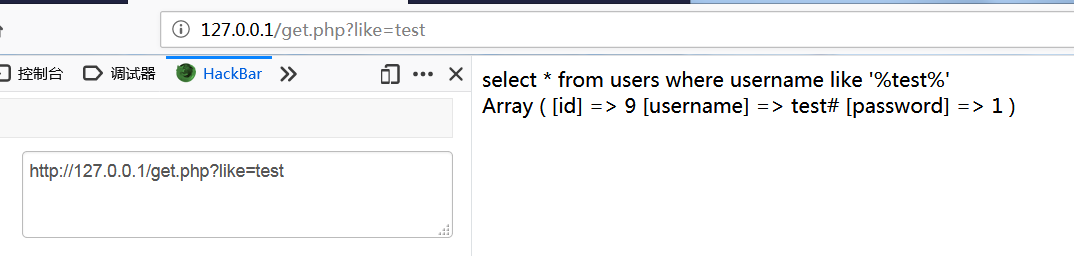 127.0.0.1/get.php?like=test
控制台 调试器 HackBar
http://127.0.0.1/get.php?like=test
select * from users where username like '%test%'
Array ( [id] => 9 [username] => test# [password] => 1 )